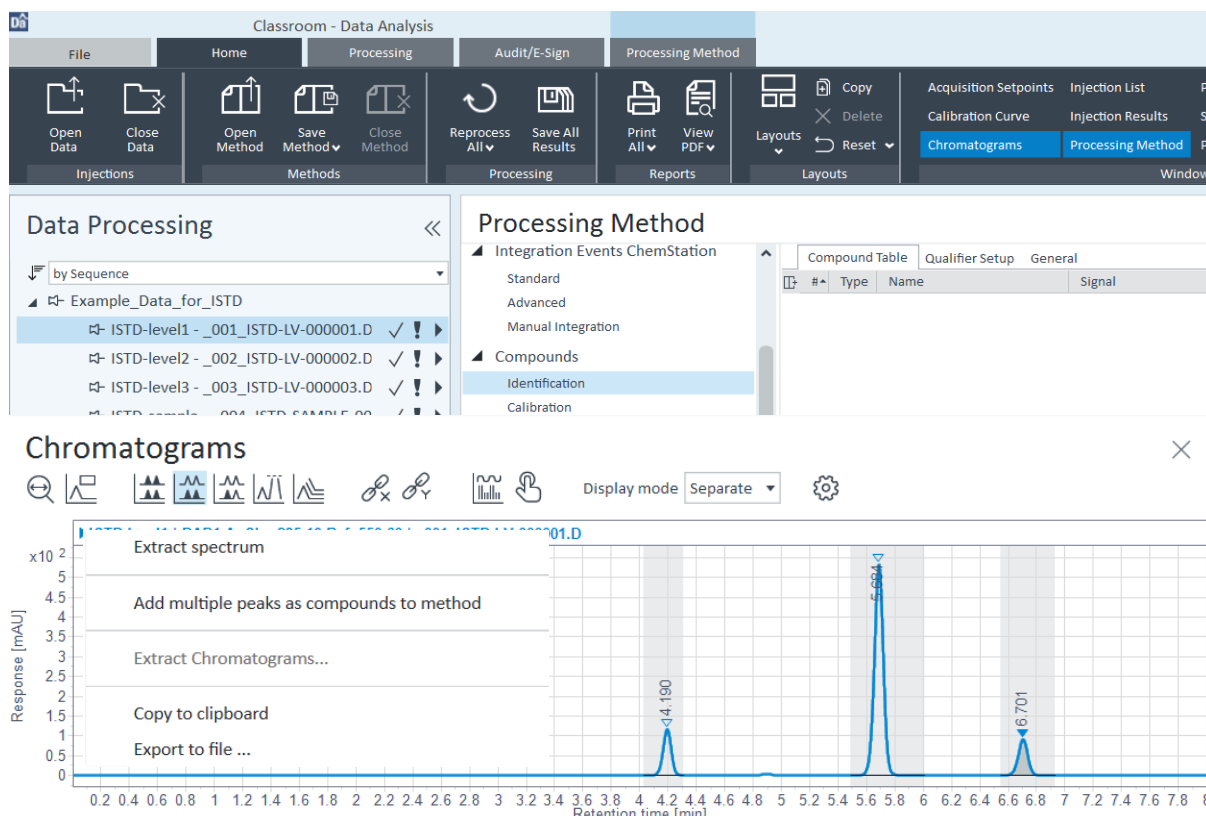 Classroom - Data Analysis
File Home Processing Audit/E-Sign Processing Method
Open Data
Close Data
Open Method
Save Method
Close Method
Reprocess All
Save All Results
Print All
View PDF
Layouts
Copy
Delete
Reset
Acquisition Setpoints Injection List
Calibration Curve Injection Results
Chromatograms Processing Method
Injections Methods Processing Reports Layouts
Data Processing
by Sequence
Example_Data_for_ISTD
ISTD-level1 - _001_ISTD-LV-000001.D
ISTD-level2 - _002_ISTD-LV-000002.D
ISTD-level3 - _003_ISTD-LV-000003.D
Processing Method
Integration Events ChemStation
Standard
Advanced
Manual Integration
Compounds
Identification
Calibration
Compound Table Qualifier Setup General
# Type Name Signal
Chromatograms
Display mode Separate
01.D
Extract spectrum
Add multiple peaks as compounds to method
Extract Chromatograms...
Copy to clipboard
Export to file ...
x10 2
5
4.5
4
3.5
3
2.5
2
1.5
1
0.5
0
Response [mAU]
4.190
5.684
6.701
0.2 0.4 0.6 0.8 1 1.2 1.4 1.6 1.8 2 2.2 2.4 2.6 2.8 3 3.2 3.4 3.6 3.8 4 4.2 4.4 4.6 4.8 5 5.2 5.4 5.6 5.8 6 6.2 6.4 6.6 6.8 7 7.2 7.4 7.6 7.8
Retention time [min]